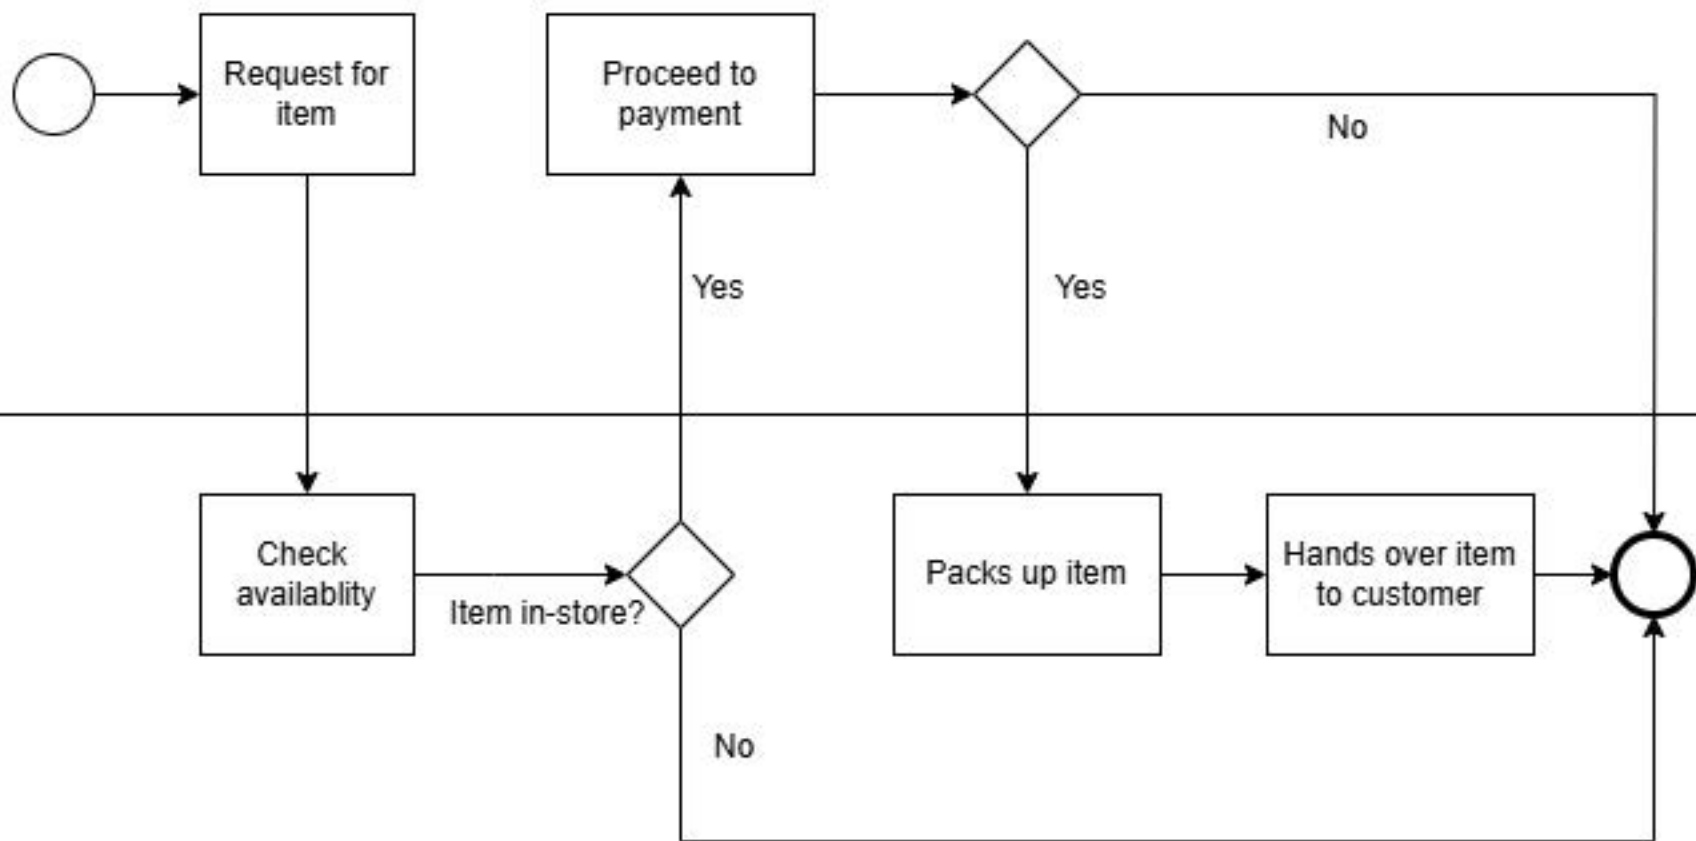 Request for
item
Proceed to
payment
No
Yes
Yes
Check
availablity
Item in-store?
Packs up item
Hands over item
to customer
No